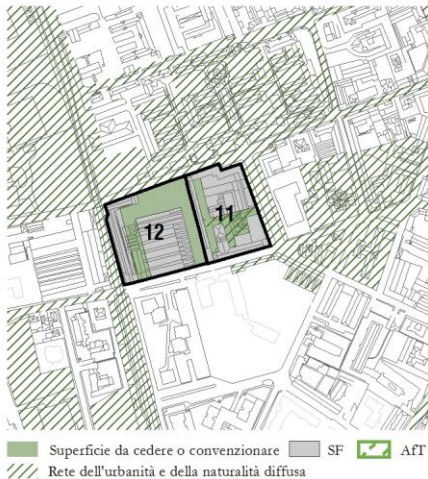 12 11
Superficie da cedere o convenzionare SF AfT
Rete dell'urbanità e della naturalità diffusa